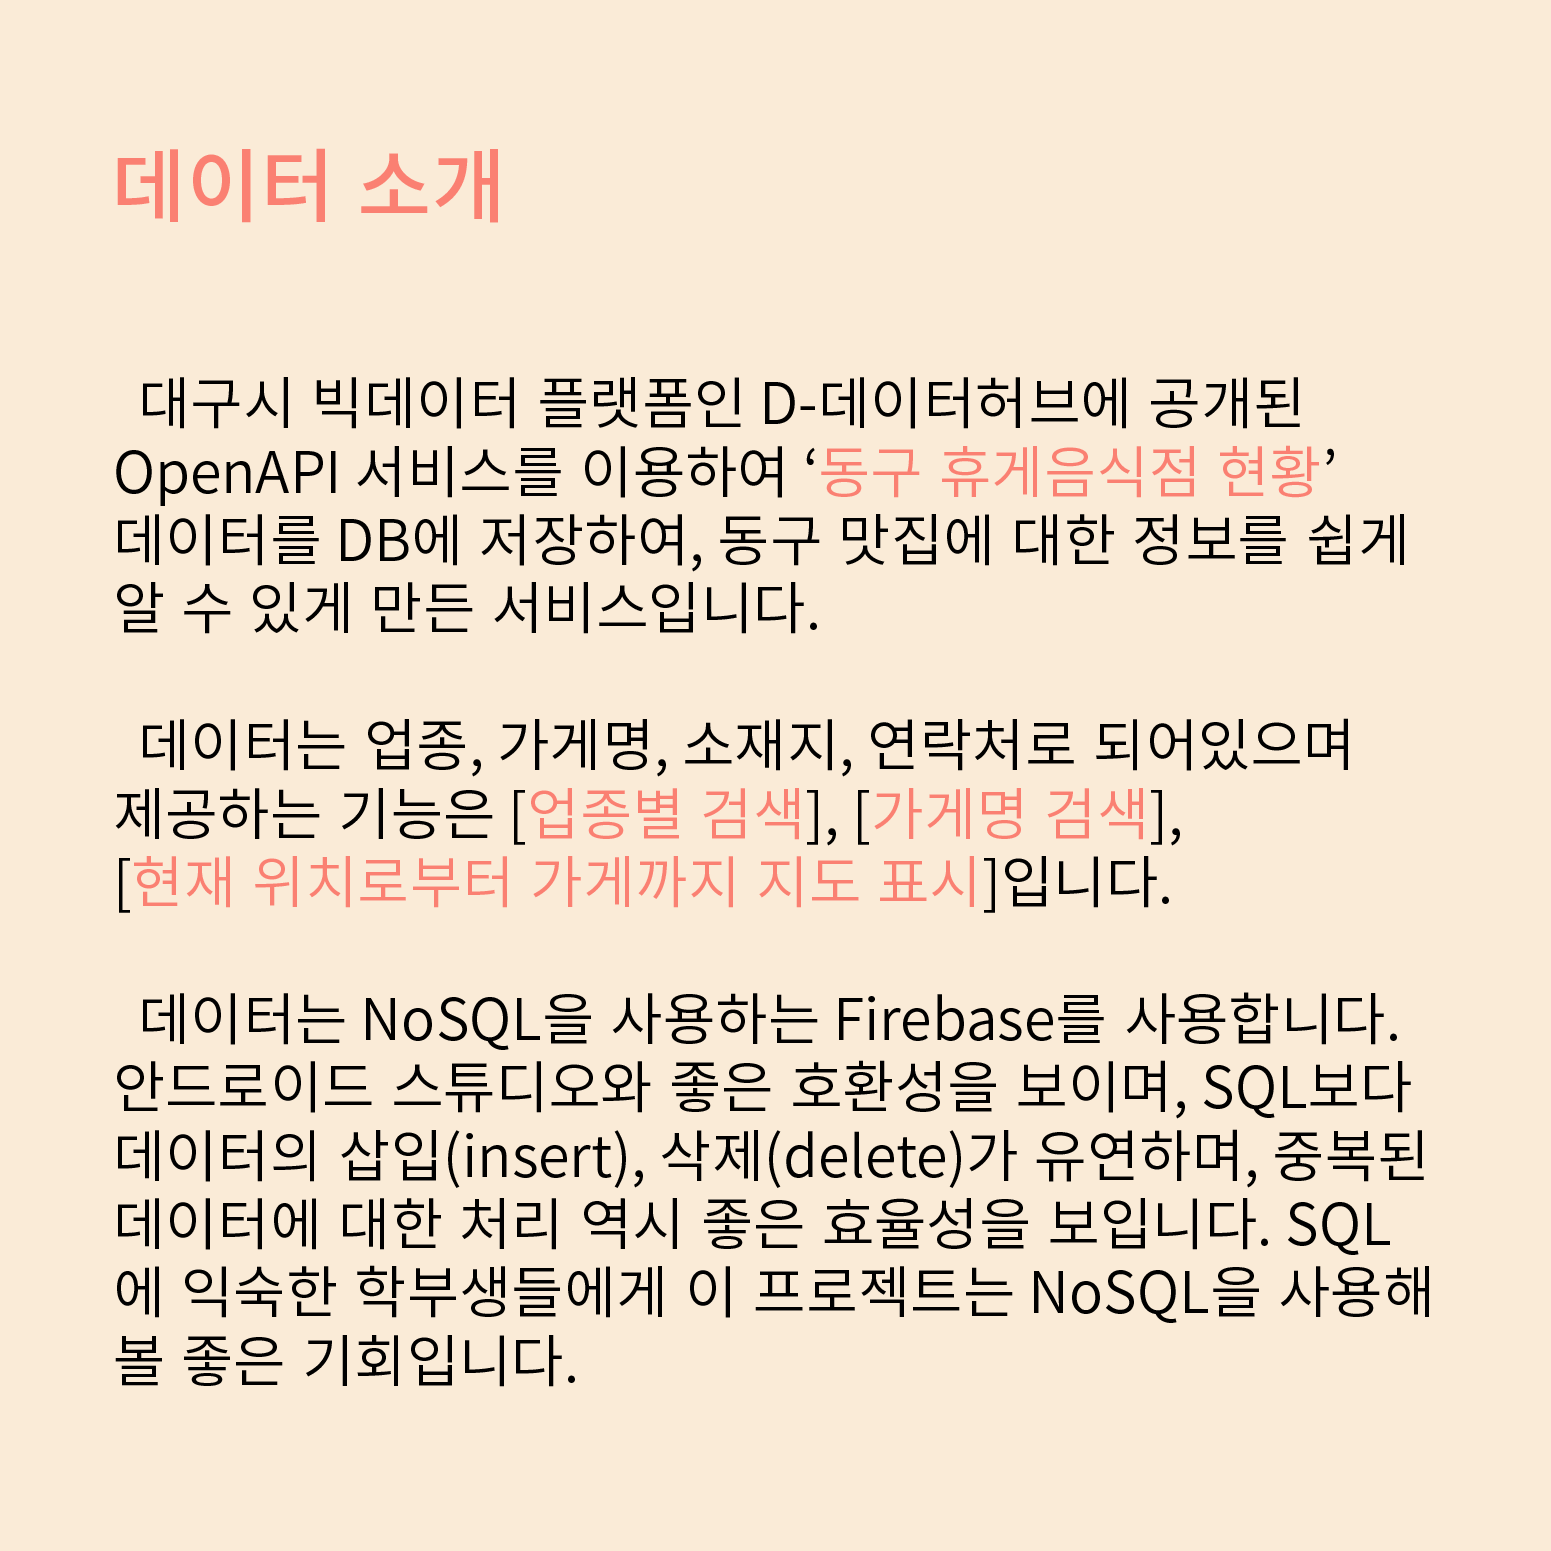 데이터 소개
대구시 빅데이터 플랫폼인 D-데이터허브에 공개된
OpenAPI 서비스를 이용하여 ‘동구 휴게음식점 현황’
데이터를 DB에 저장하여, 동구 맛집에 대한 정보를 쉽게
알 수 있게 만든 서비스입니다.
데이터는 업종, 가게명, 소재지, 연락처로 되어있으며
제공하는 기능은 [업종별 검색], [가게명 검색],
[현재 위치로부터 가게까지 지도 표시]입니다.
데이터는 NoSQL을 사용하는 Firebase를 사용합니다.
안드로이드 스튜디오와 좋은 호환성을 보이며, SQL보다
데이터의 삽입(insert), 삭제(delete)가 유연하며, 중복된
데이터에 대한 처리 역시 좋은 효율성을 보입니다. SQL
에 익숙한 학부생들에게 이 프로젝트는 NoSQL을 사용해
볼 좋은 기회입니다.